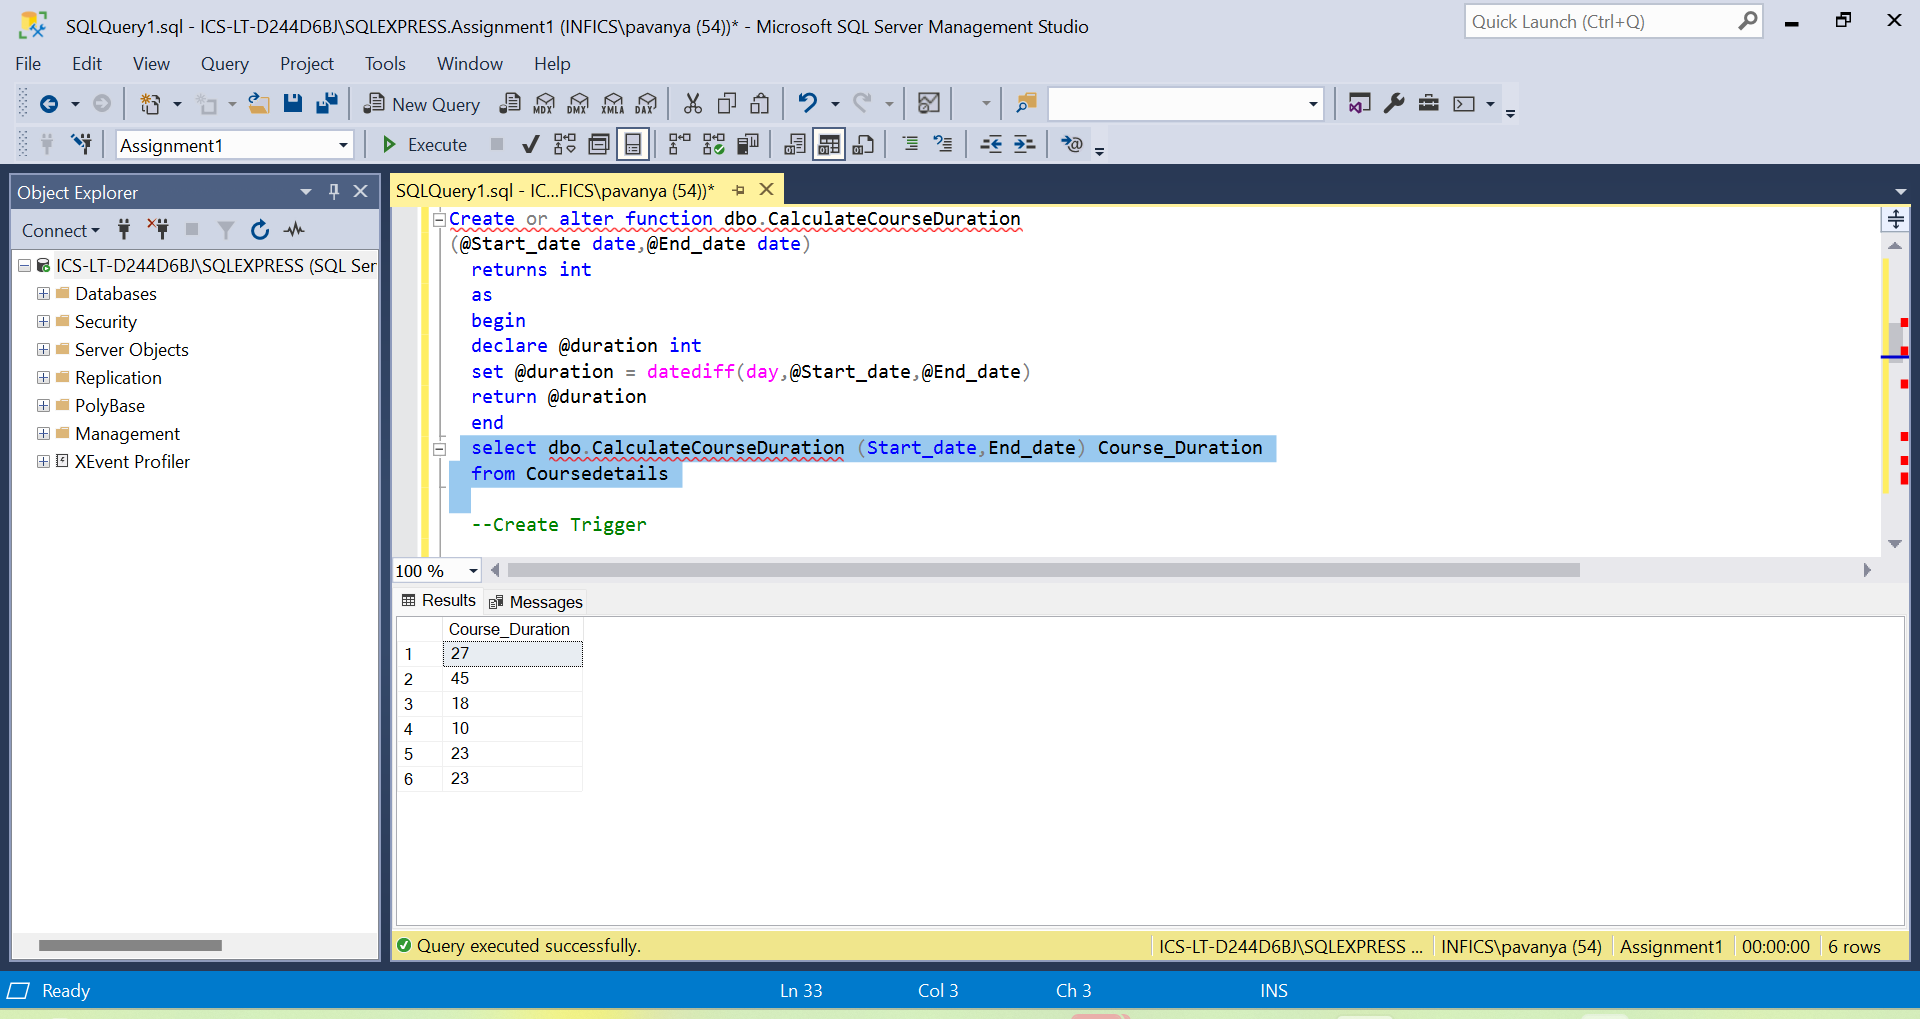 SQLQuery1.sql - ICS-LT-D244D6BJ\SQLEXPRESS.Assignment1 (INFICS\pavanya (54))* - Microsoft SQL Server Management Studio
Quick Launch (Ctrl+Q)
File Edit View Query Project Tools Window Help
New Query MDX DMX XMLA DAX
Assignment1 Execute
Object Explorer
Connect
ICS-LT-D244D6BJ\SQLEXPRESS (SQL Ser
Databases
Security
Server Objects
Replication
PolyBase
Management
XEvent Profiler
SQLQuery1.sql - IC...FICS\pavanya (54))*
Create or alter function dbo.CalculateCourseDuration
(@Start_date date,@End_date date)
returns int
as
begin
declare @duration int
set @duration = datediff(day,@Start_date,@End_date)
return @duration
end
select dbo.CalculateCourseDuration (Start_date,End_date) Course_Duration
from Coursedetails
--Create Trigger
100 %
Results Messages
Course_Duration
1 27
2 45
3 18
4 10
5 23
6 23
Query executed successfully.
ICS-LT-D244D6BJ\SQLEXPRESS ... INFICS\pavanya (54) Assignment1 00:00:00 6 rows
Ready Ln 33 Col 3 Ch 3 INS